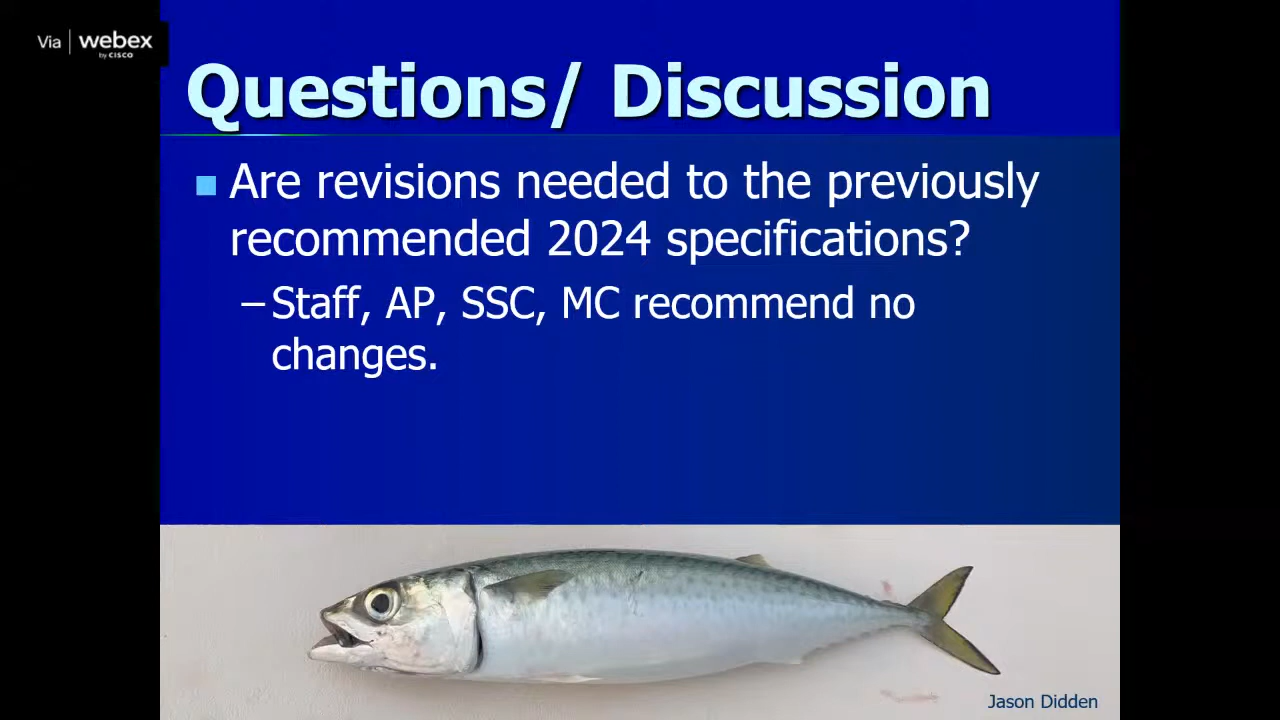 Via webex
by CISCO
Questions/ Discussion
Are revisions needed to the previously
recommended 2024 specifications?
–Staff, AP, SSC, MC recommend no
changes.
Jason Didden